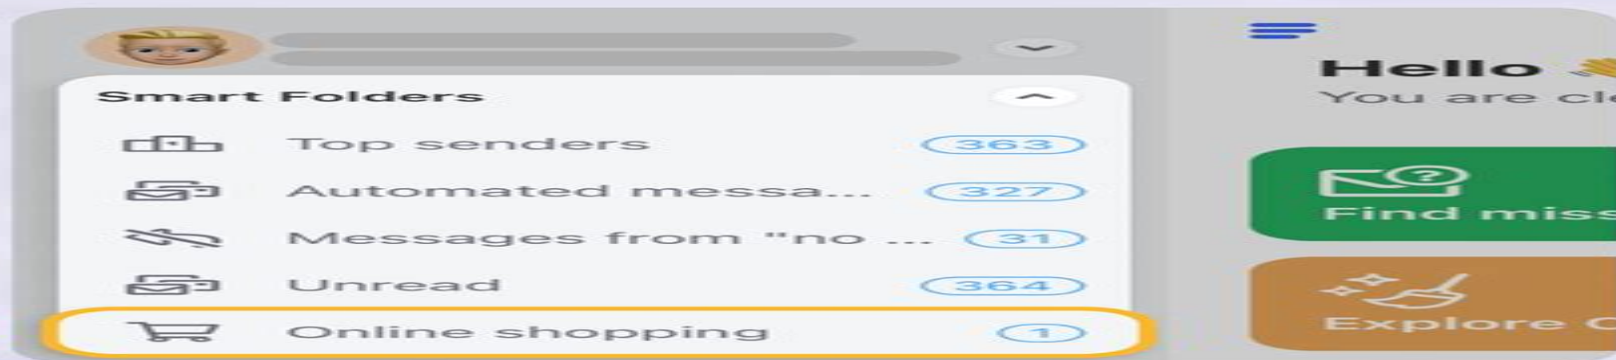 Smart Folders
Top senders 363
Automated messa... 327
Messages from "no ... 31
Unread 364
Online shopping 1
Hello
You are cle
Find miss
Explore C